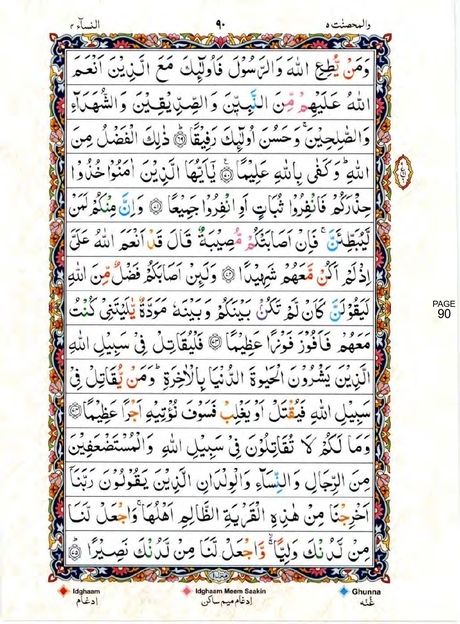 النسآء ٤
٩٠
والمحصنت ٥
وَمَنْ يُّطِعِ اللّٰهَ وَالرَّسُوْلَ فَاُولٰٓئِكَ مَعَ الَّذِيْنَ اَنْعَمَ
اللّٰهُ عَلَيْهِمْ مِّنَ النَّبِيّٖنَ وَالصِّدِّيْقِيْنَ وَالشُّهَدَآءِ
وَالصّٰلِحِيْنَ ۚ وَحَسُنَ اُولٰٓئِكَ رَفِيْقًا ﴿٦٩﴾ ذٰلِكَ الْفَضْلُ مِنَ
اللّٰهِ ؕ وَكَفٰى بِاللّٰهِ عَلِيْمًا ﴿٧٠﴾ يٰٓاَيُّهَا الَّذِيْنَ اٰمَنُوْا خُذُوْا
حِذْرَكُمْ فَانْفِرُوْا ثُبَاتٍ اَوِ انْفِرُوْا جَمِيْعًا ﴿٧١﴾ وَاِنَّ مِنْكُمْ لَمَنْ
لَّيُبَطِّئَنَّ ۚ فَاِنْ اَصَابَتْكُمْ مُّصِيْبَةٌ قَالَ قَدْ اَنْعَمَ اللّٰهُ عَلَيَّ
اِذْ لَمْ اَكُنْ مَّعَهُمْ شَهِيْدًا ﴿٧٢﴾ وَلَئِنْ اَصَابَكُمْ فَضْلٌ مِّنَ اللّٰهِ
لَيَقُوْلَنَّ كَاَنْ لَّمْ تَكُنْۢ بَيْنَكُمْ وَبَيْنَهٗ مَوَدَّةٌ يّٰلَيْتَنِيْ كُنْتُ
مَعَهُمْ فَاَفُوْزَ فَوْزًا عَظِيْمًا ﴿٧٣﴾ فَلْيُقَاتِلْ فِيْ سَبِيْلِ اللّٰهِ
الَّذِيْنَ يَشْرُوْنَ الْحَيٰوةَ الدُّنْيَا بِالْاٰخِرَةِ ؕ وَمَنْ يُّقَاتِلْ فِيْ
سَبِيْلِ اللّٰهِ فَيُقْتَلْ اَوْ يَغْلِبْ فَسَوْفَ نُؤْتِيْهِ اَجْرًا عَظِيْمًا ﴿٧٤﴾
وَمَا لَكُمْ لَا تُقَاتِلُوْنَ فِيْ سَبِيْلِ اللّٰهِ وَالْمُسْتَضْعَفِيْنَ
مِنَ الرِّجَالِ وَالنِّسَآءِ وَالْوِلْدَانِ الَّذِيْنَ يَقُوْلُوْنَ رَبَّنَآ
اَخْرِجْنَا مِنْ هٰذِهِ الْقَرْيَةِ الظَّالِمِ اَهْلُهَا ۚ وَاجْعَلْ لَّنَا
مِنْ لَّدُنْكَ وَلِيًّا ۙۚ وَّاجْعَلْ لَّنَا مِنْ لَّدُنْكَ نَصِيْرًا ﴿٧٥﴾
PAGE
90
Idghaam
ادغام
Idghaam Meem Saakin
ادغام ميم ساكن
Ghunna
غنه